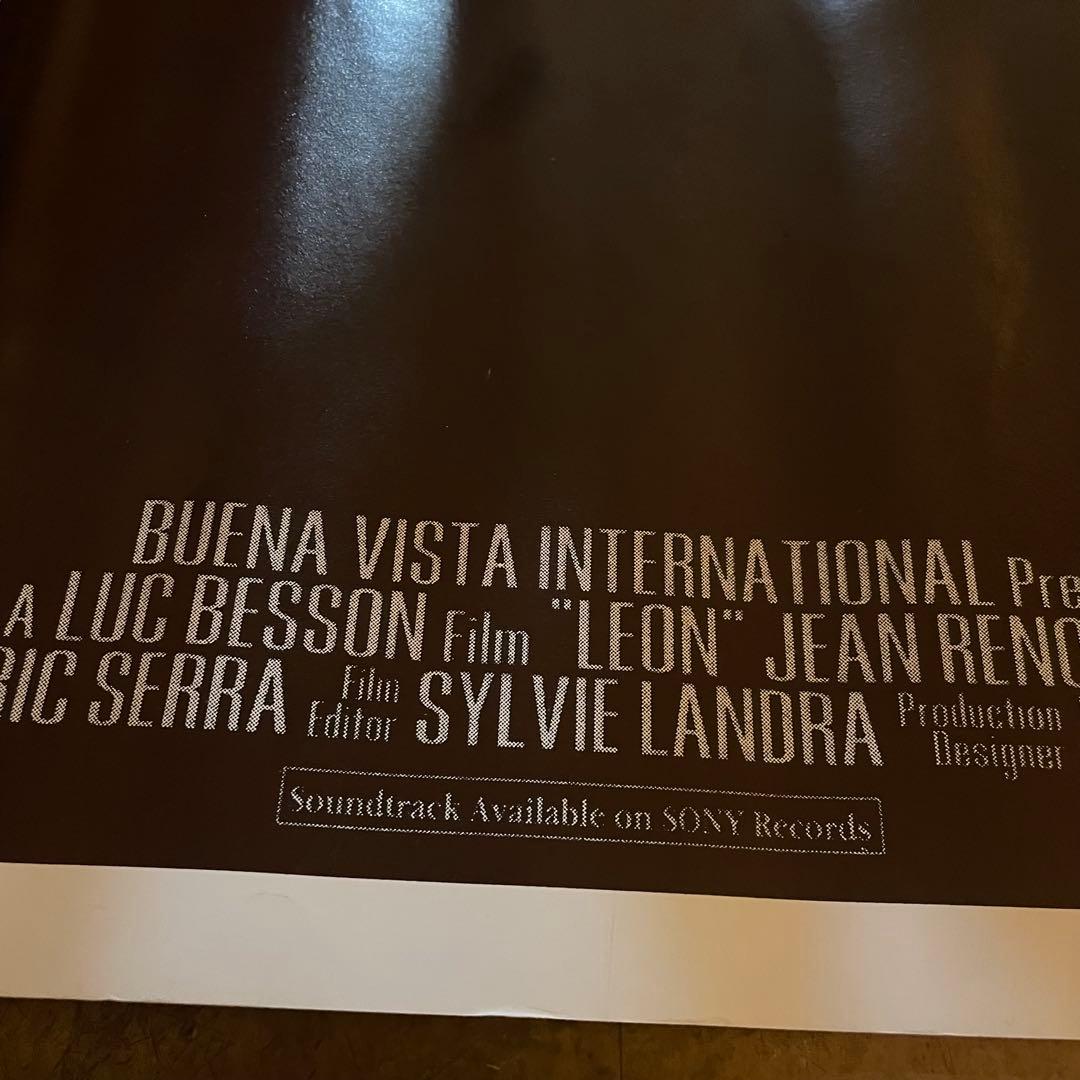 BUENA VISTA INTERNATIONAL Pre
A LUC BESSON Film "LEON" JEAN RENO
RIC SERRA Film Editor SYLVIE LANDRA Production Designer
Soundtrack Available on SONY Records